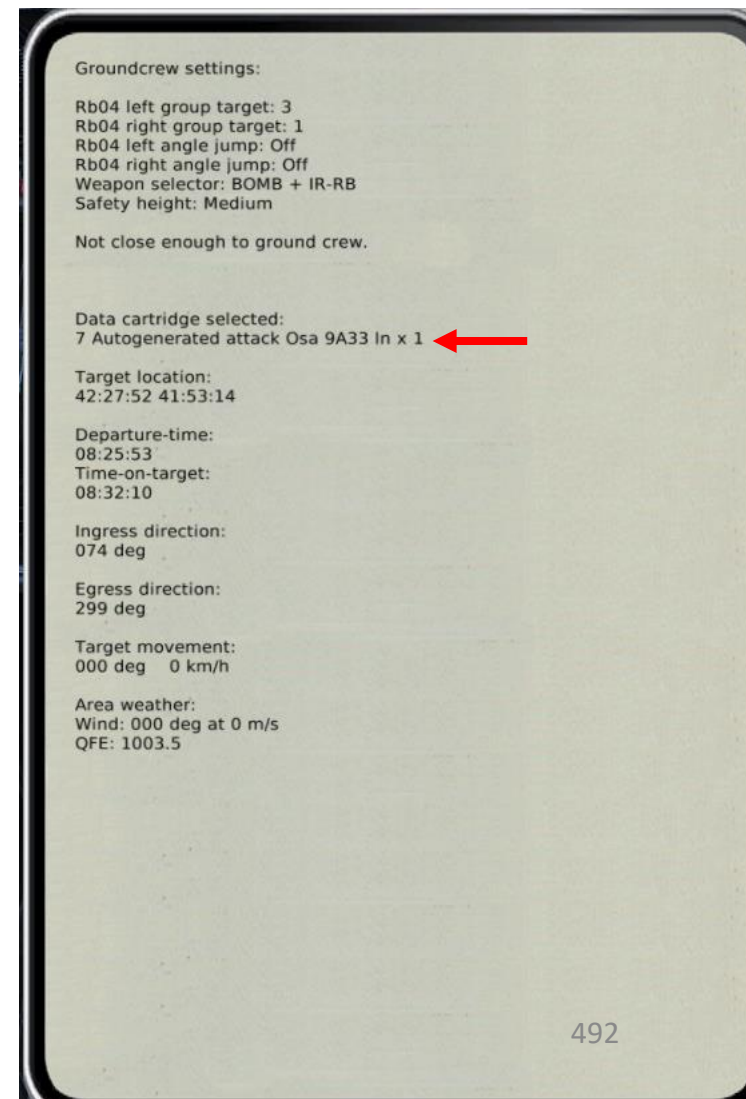 Groundcrew settings:
Rb04 left group target: 3
Rb04 right group target: 1
Rb04 left angle jump: Off
Rb04 right angle jump: Off
Weapon selector: BOMB + IR-RB
Safety height: Medium
Not close enough to ground crew.
Data cartridge selected:
7 Autogenerated attack Osa 9A33 ln x 1
Target location:
42:27:52 41:53:14
Departure-time:
08:25:53
Time-on-target:
08:32:10
Ingress direction:
074 deg
Egress direction:
299 deg
Target movement:
000 deg 0 km/h
Area weather:
Wind: 000 deg at 0 m/s
QFE: 1003.5
492